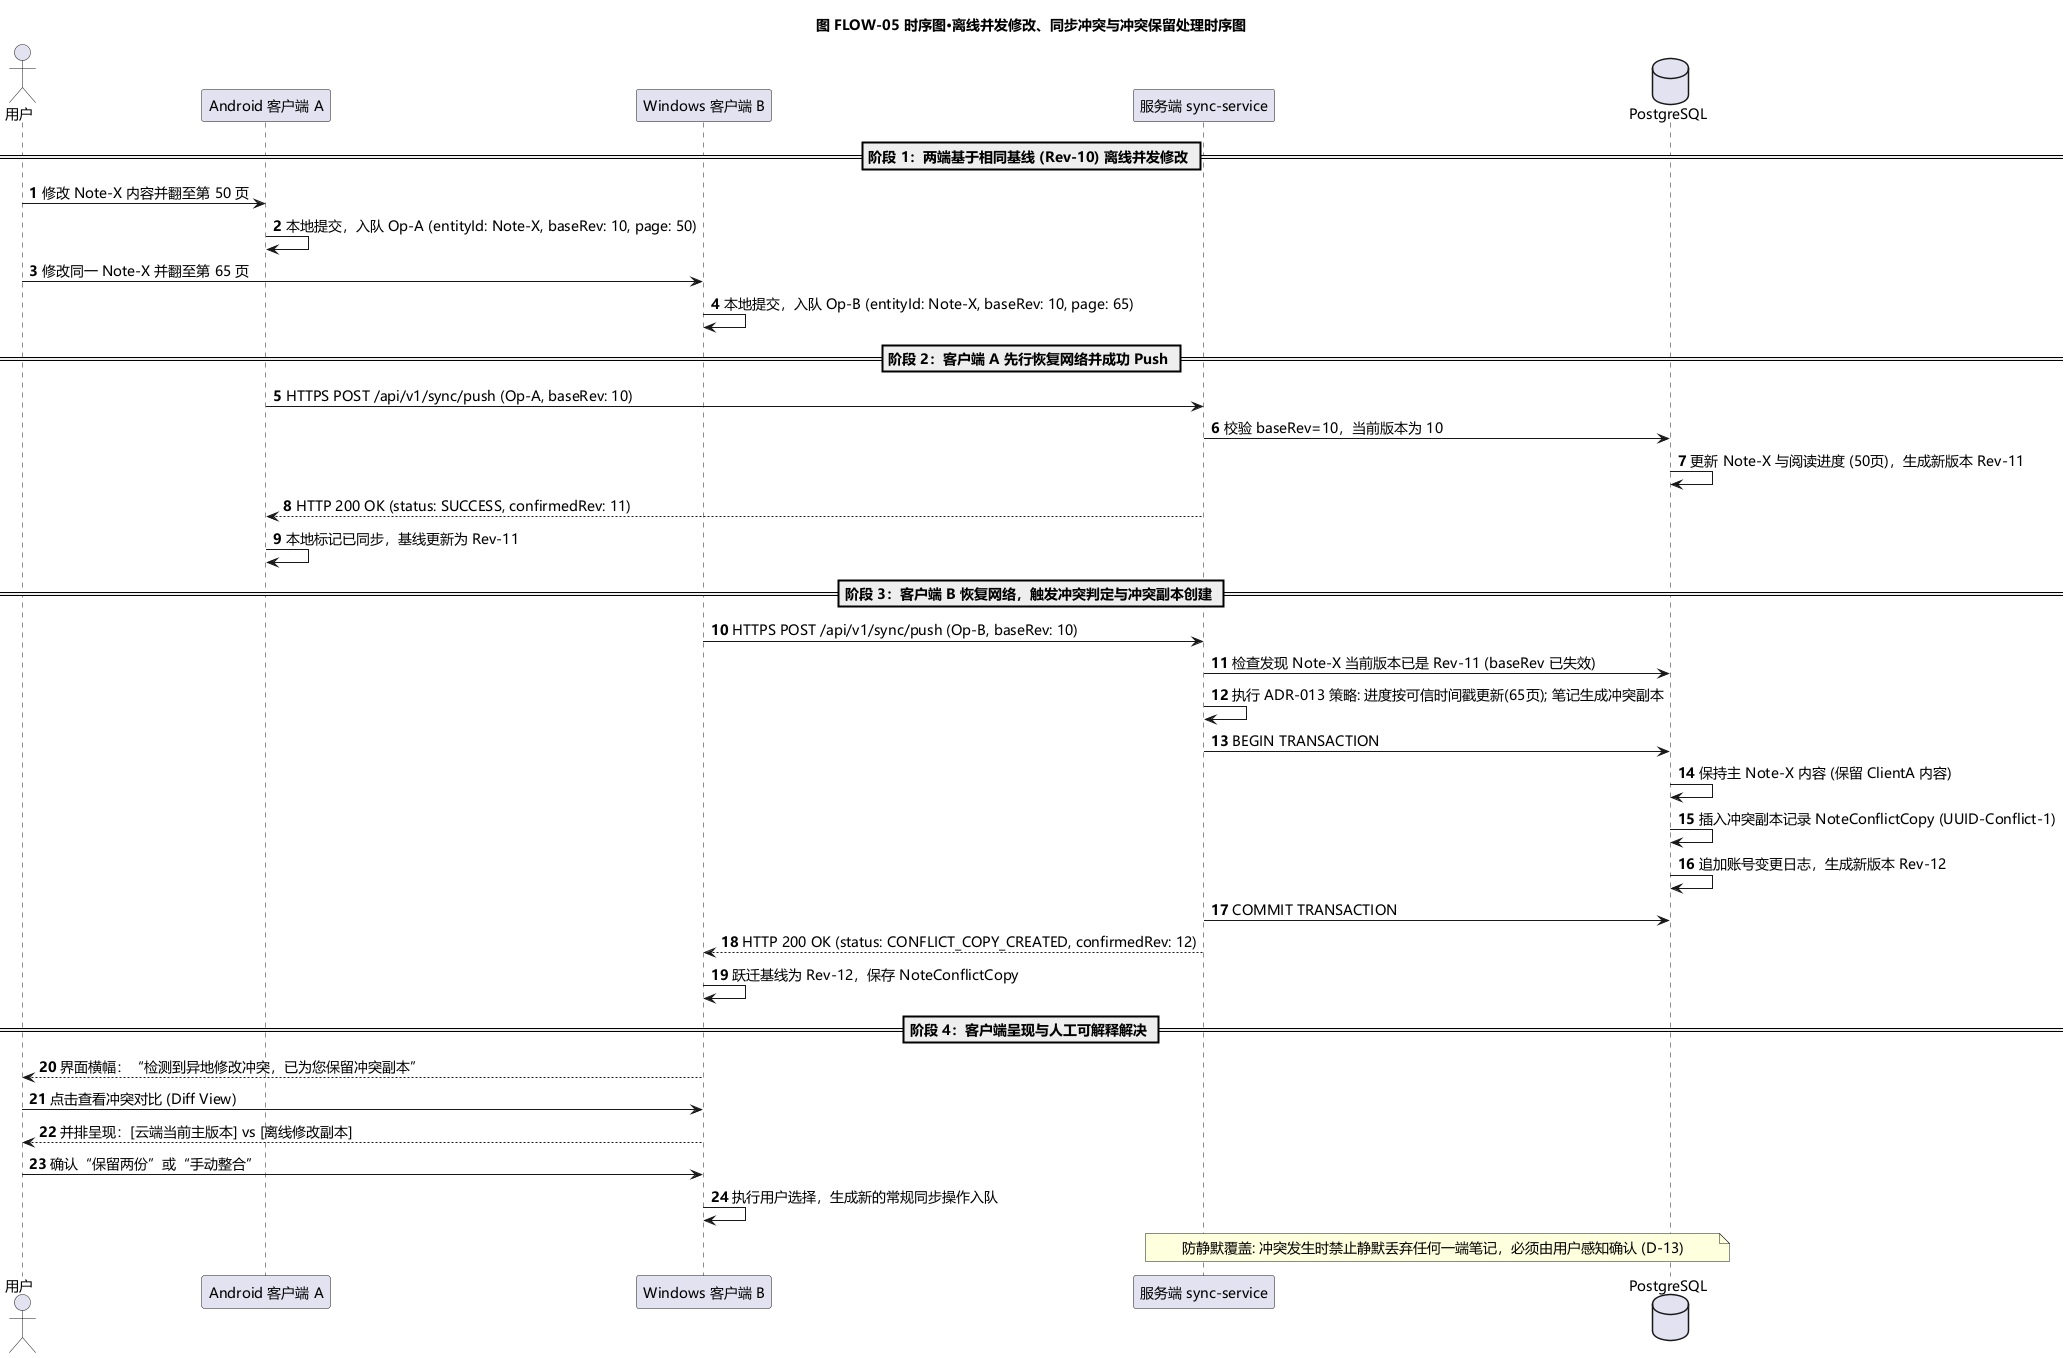 图 FLOW-05 时序图•离线并发修改、同步冲突与冲突保留处理时序图
用户
Android 客户端 A
Windows 客户端 B
服务端 sync-service
PostgreSQL
阶段 1：两端基于相同基线 (Rev-10) 离线并发修改
1 修改 Note-X 内容并翻至第 50 页
2 本地提交，入队 Op-A (entityId: Note-X, baseRev: 10, page: 50)
3 修改同一 Note-X 并翻至第 65 页
4 本地提交，入队 Op-B (entityId: Note-X, baseRev: 10, page: 65)
阶段 2：客户端 A 先行恢复网络并成功 Push
5 HTTPS POST /api/v1/sync/push (Op-A, baseRev: 10)
6 校验 baseRev=10，当前版本为 10
7 更新 Note-X 与阅读进度 (50页)，生成新版本 Rev-11
8 HTTP 200 OK (status: SUCCESS, confirmedRev: 11)
9 本地标记已同步，基线更新为 Rev-11
阶段 3：客户端 B 恢复网络，触发冲突判定与冲突副本创建
10 HTTPS POST /api/v1/sync/push (Op-B, baseRev: 10)
11 检查发现 Note-X 当前版本已是 Rev-11 (baseRev 已失效)
12 执行 ADR-013 策略: 进度按可信时间戳更新(65页); 笔记生成冲突副本
13 BEGIN TRANSACTION
14 保持主 Note-X 内容 (保留 ClientA 内容)
15 插入冲突副本记录 NoteConflictCopy (UUID-Conflict-1)
16 追加账号变更日志，生成新版本 Rev-12
17 COMMIT TRANSACTION
18 HTTP 200 OK (status: CONFLICT_COPY_CREATED, confirmedRev: 12)
19 跃迁基线为 Rev-12，保存 NoteConflictCopy
阶段 4：客户端呈现与人工可解释解决
20 界面横幅：“检测到异地修改冲突，已为您保留冲突副本”
21 点击查看冲突对比 (Diff View)
22 并排呈现：[云端当前主版本] vs [离线修改副本]
23 确认“保留两份”或“手动整合”
24 执行用户选择，生成新的常规同步操作入队
防静默覆盖: 冲突发生时禁止静默丢弃任何一端笔记，必须由用户感知确认 (D-13)
用户
Android 客户端 A
Windows 客户端 B
服务端 sync-service
PostgreSQL